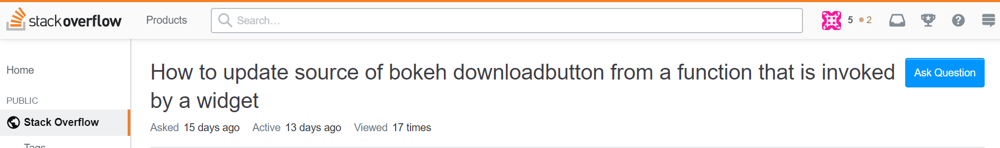 stackoverflow Products Search... 5 2
Home
How to update source of bokeh downloadbutton from a function that is invoked
by a widget
Ask Question
PUBLIC
Stack Overflow
Asked 15 days ago Active 13 days ago Viewed 17 times
Tags